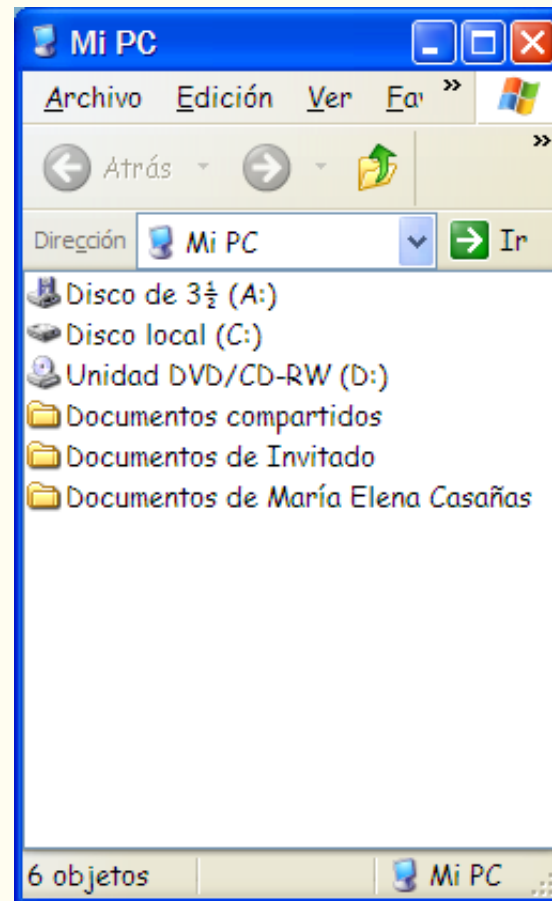 Mi PC
Archivo Edición Ver Fav »
Atrás »
Dirección Mi PC Ir
Disco de 3½ (A:)
Disco local (C:)
Unidad DVD/CD-RW (D:)
Documentos compartidos
Documentos de Invitado
Documentos de María Elena Casañas
6 objetos Mi PC